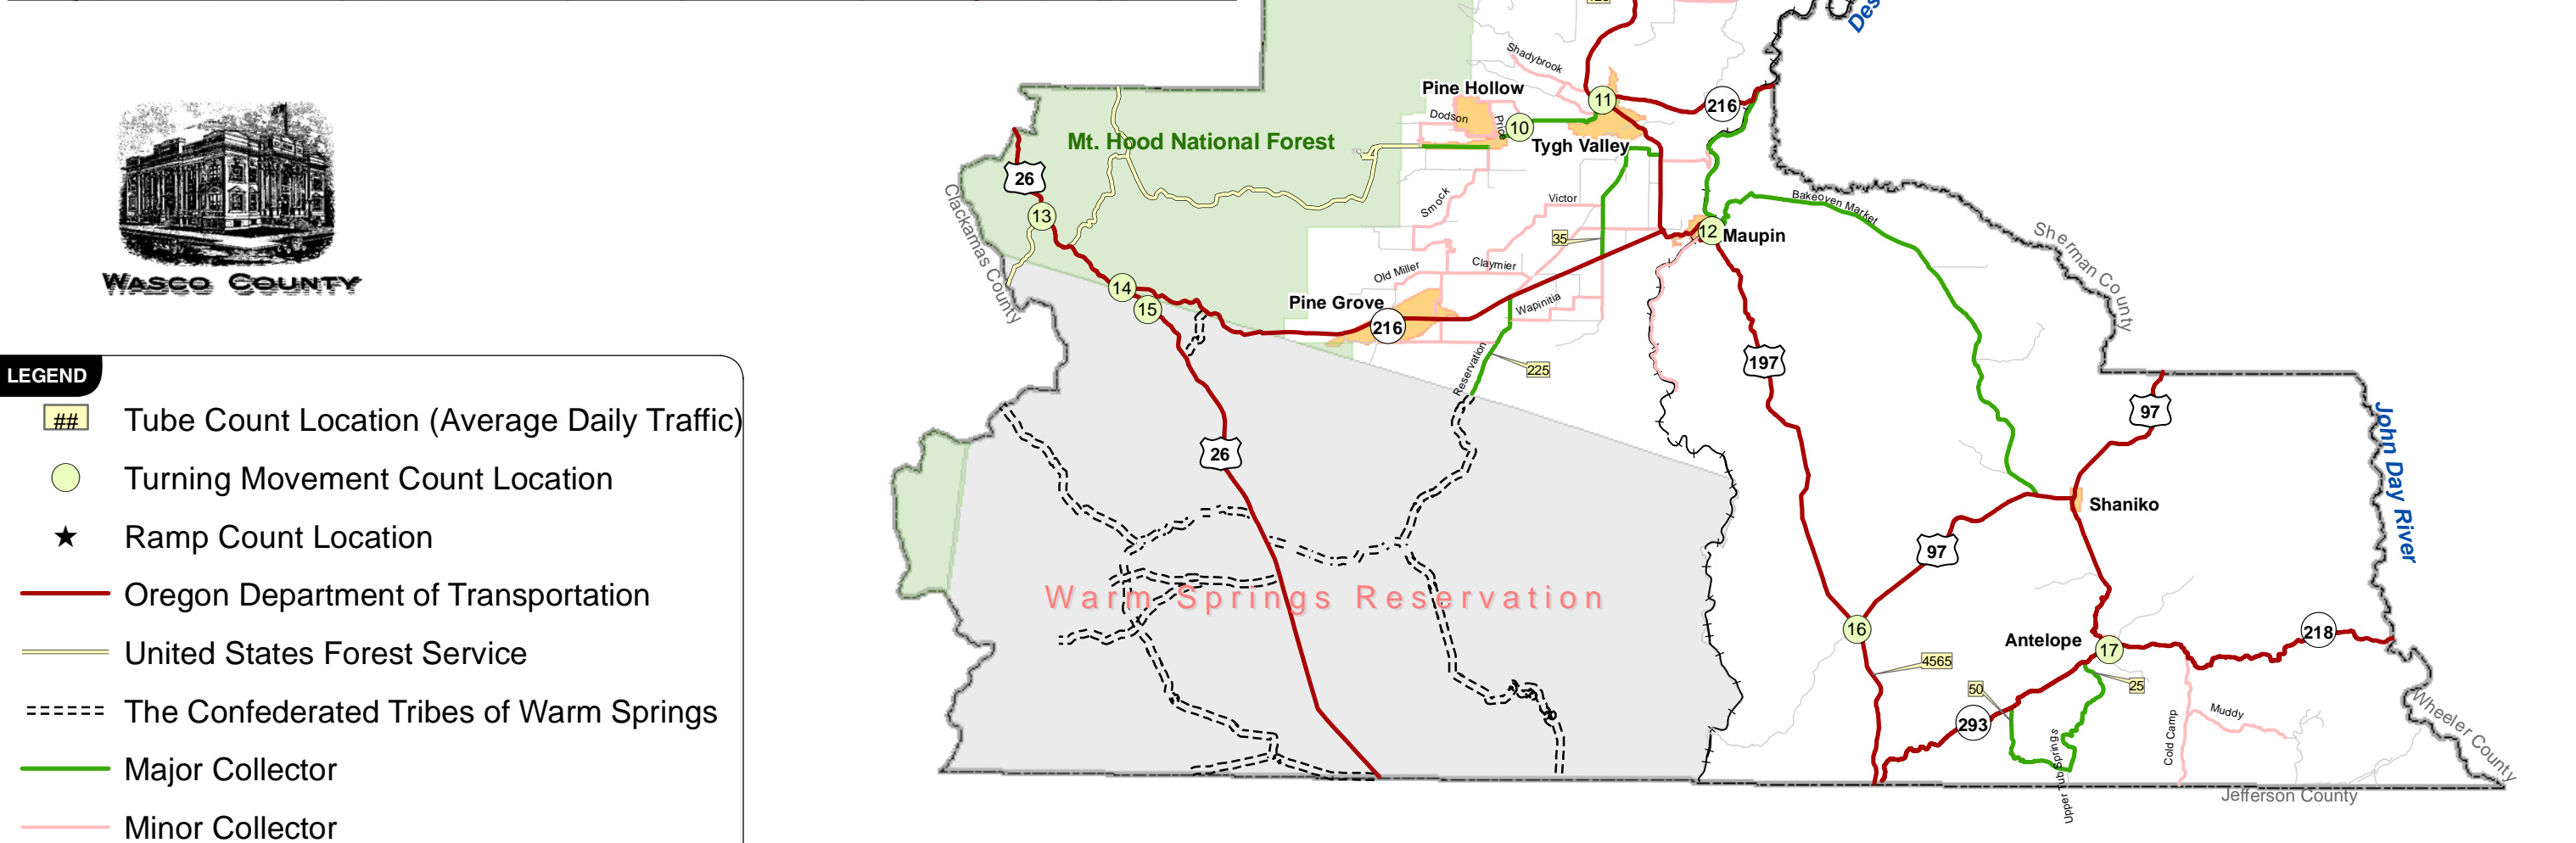 Des
Shadybrook
Pine Hollow
11
216
Dodson
Price
10
Mt. Hood National Forest
Tygh Valley
26
Clackamas County
13
Smock
Victor
Bakeoven Market
35
12
Maupin
Sherman County
WASCO COUNTY
Old Miller
Claymier
14
15
Pine Grove
216
Wapinitia
Reservation
225
197
LEGEND
## Tube Count Location (Average Daily Traffic)
Turning Movement Count Location
Ramp Count Location
Oregon Department of Transportation
United States Forest Service
The Confederated Tribes of Warm Springs
Major Collector
Minor Collector
97
John Day River
26
Shaniko
97
Warm Springs Reservation
16
Antelope
17
218
4565
50
25
293
Upper Tub Springs
Cold Camp
Muddy
Wheeler County
Jefferson County